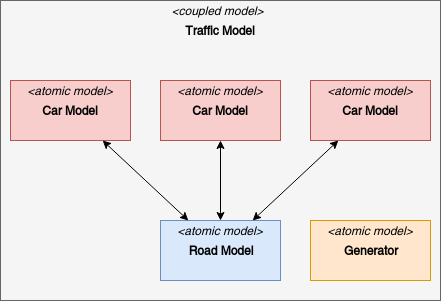 <coupled model>
Traffic Model
<atomic model>
Car Model
<atomic model>
Car Model
<atomic model>
Car Model
<atomic model>
Road Model
<atomic model>
Generator